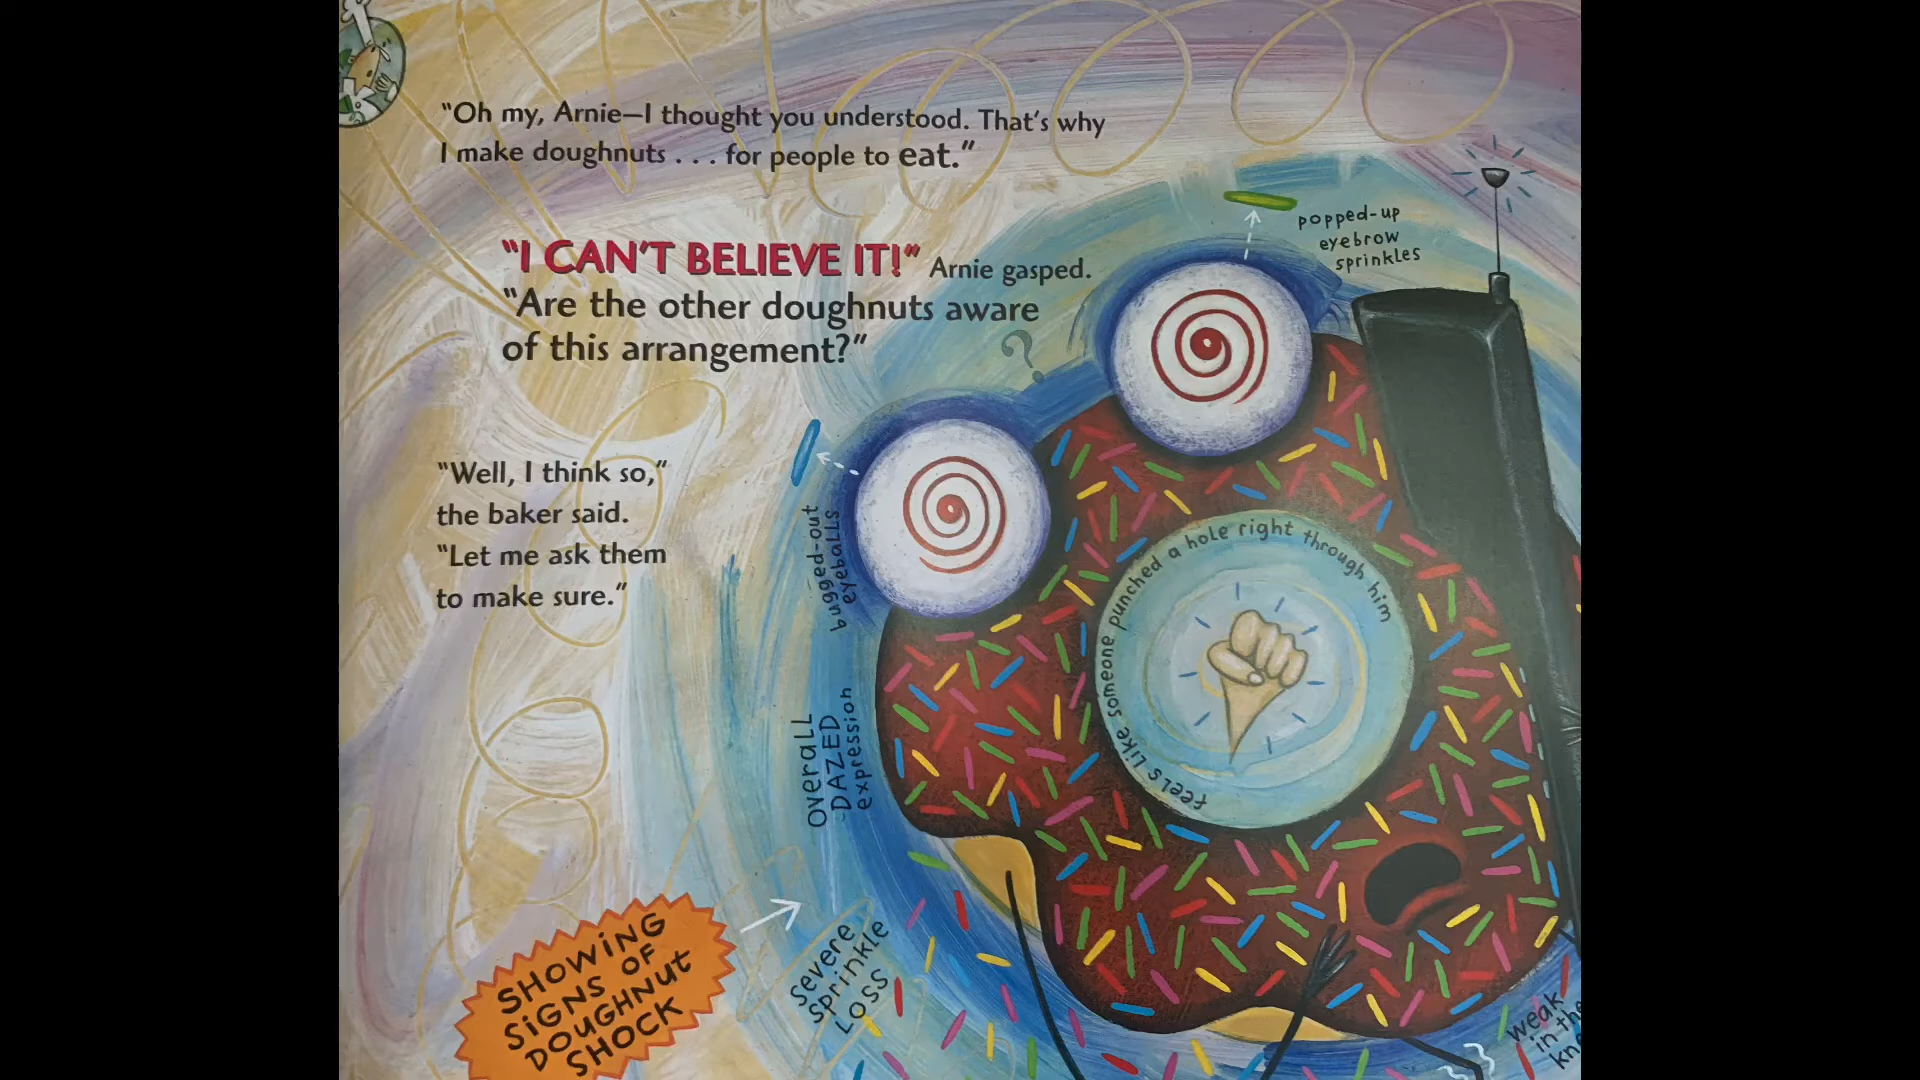 "Oh my, Arnie—I thought you understood. That's why
I make doughnuts . . . for people to eat."
"I CAN'T BELIEVE IT!" Arnie gasped.
"Are the other doughnuts aware
of this arrangement?"
?
"Well, I think so,"
the baker said.
"Let me ask them
to make sure."
popped-up
eyebrow
sprinkles
bugged-out
eyeballs
feels like someone punched a hole right through him
Overall
DAZED
expression
SHOWING
SIGNS OF
DOUGHNUT
SHOCK
severe
sprinkle
LOSS
weak
in-the